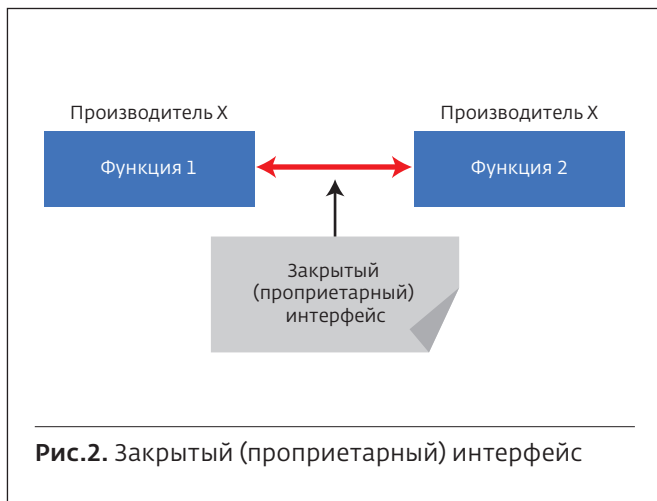 Производитель X
Производитель X
Функция 1
Функция 2
Закрытый
(проприетарный)
интерфейс
Рис.2. Закрытый (проприетарный) интерфейс